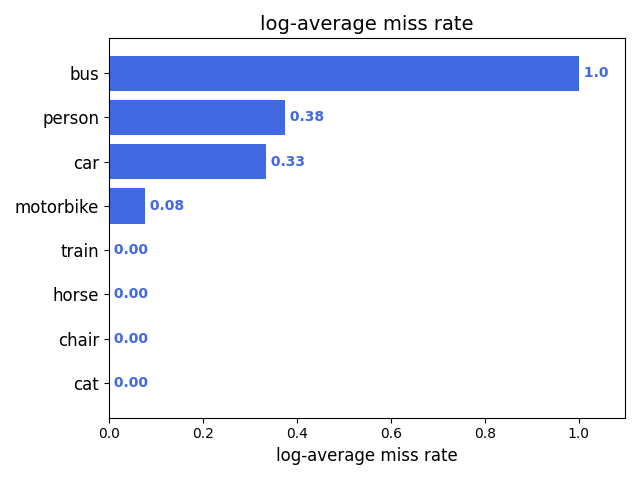 log-average miss rate
bus 1.0
person 0.38
car 0.33
motorbike 0.08
train 0.00
horse 0.00
chair 0.00
cat 0.00
0.0 0.2 0.4 0.6 0.8 1.0
log-average miss rate